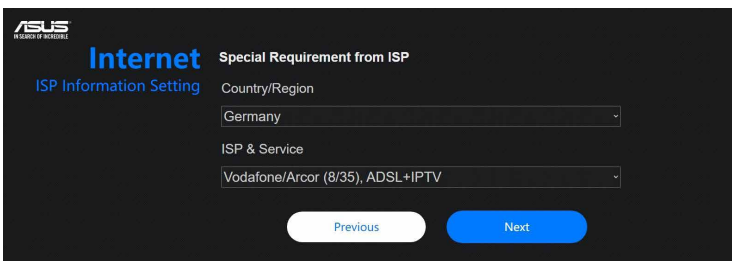 ASUS
IN SEARCH OF INCREDIBLE
Internet
ISP Information Setting
Special Requirement from ISP
Country/Region
Germany
ISP & Service
Vodafone/Arcor (8/35), ADSL+IPTV
Previous
Next